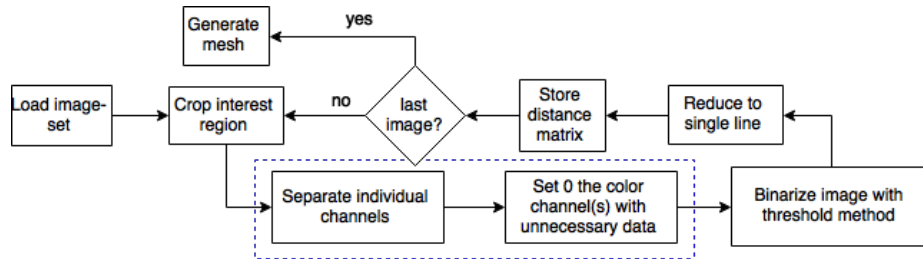 Generate
mesh
yes
Load image-
set
Crop interest
region
no
last
image?
Store
distance
matrix
Reduce to
single line
Separate individual
channels
Set 0 the color
channel(s) with
unnecessary data
Binarize image with
threshold method